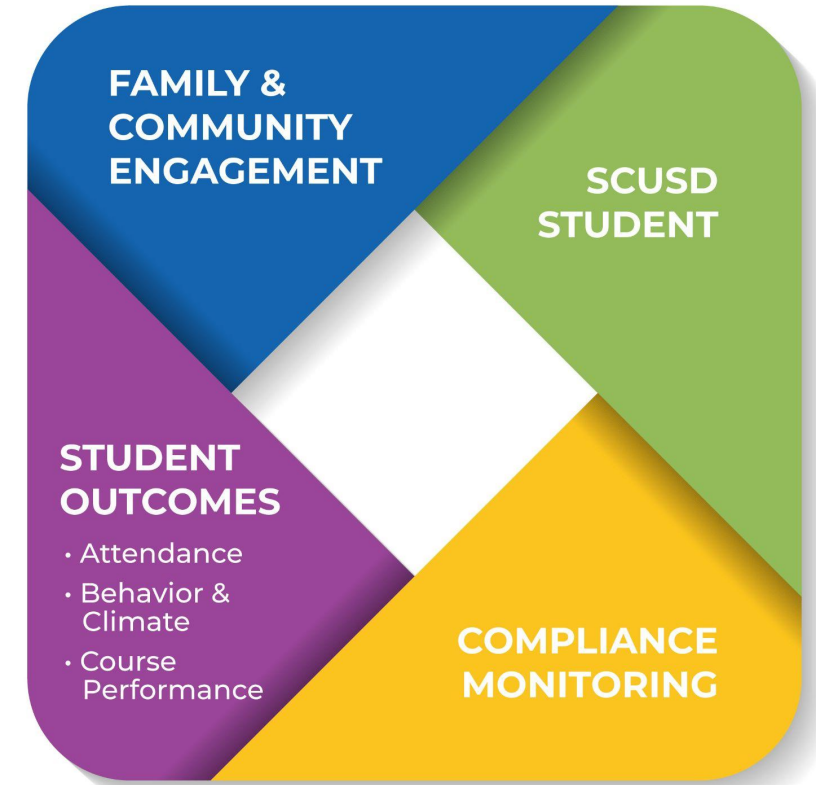 FAMILY &
COMMUNITY
ENGAGEMENT
SCUSD
STUDENT
STUDENT
OUTCOMES
• Attendance
• Behavior &
Climate
• Course
Performance
COMPLIANCE
MONITORING